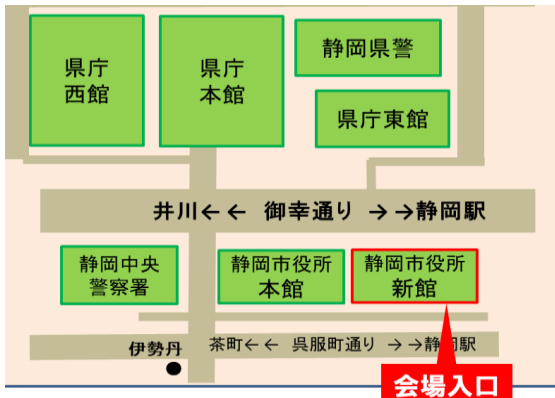 県庁
西館
県庁
本館
静岡県警
県庁東館
井川←← 御幸通り →→静岡駅
静岡中央
警察署
静岡市役所
本館
静岡市役所
新館
伊勢丹
茶町←← 呉服町通り →→静岡駅
会場入口